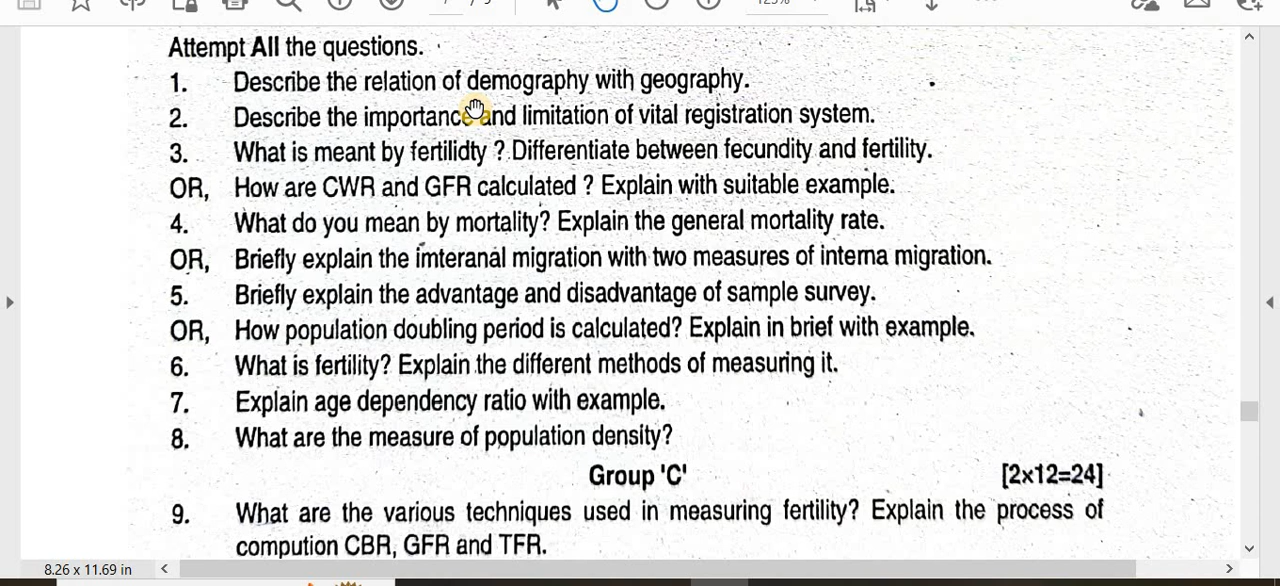 Attempt All the questions.
1. Describe the relation of demography with geography.
2. Describe the importance and limitation of vital registration system.
3. What is meant by fertilidty ? Differentiate between fecundity and fertility.
OR, How are CWR and GFR calculated ? Explain with suitable example.
4. What do you mean by mortality? Explain the general mortality rate.
OR, Briefly explain the imteranal migration with two measures of interna migration.
5. Briefly explain the advantage and disadvantage of sample survey.
OR, How population doubling period is calculated? Explain in brief with example.
6. What is fertility? Explain the different methods of measuring it.
7. Explain age dependency ratio with example.
8. What are the measure of population density?
Group 'C' [2x12=24]
9. What are the various techniques used in measuring fertility? Explain the process of
compution CBR, GFR and TFR.
8.26 x 11.69 in